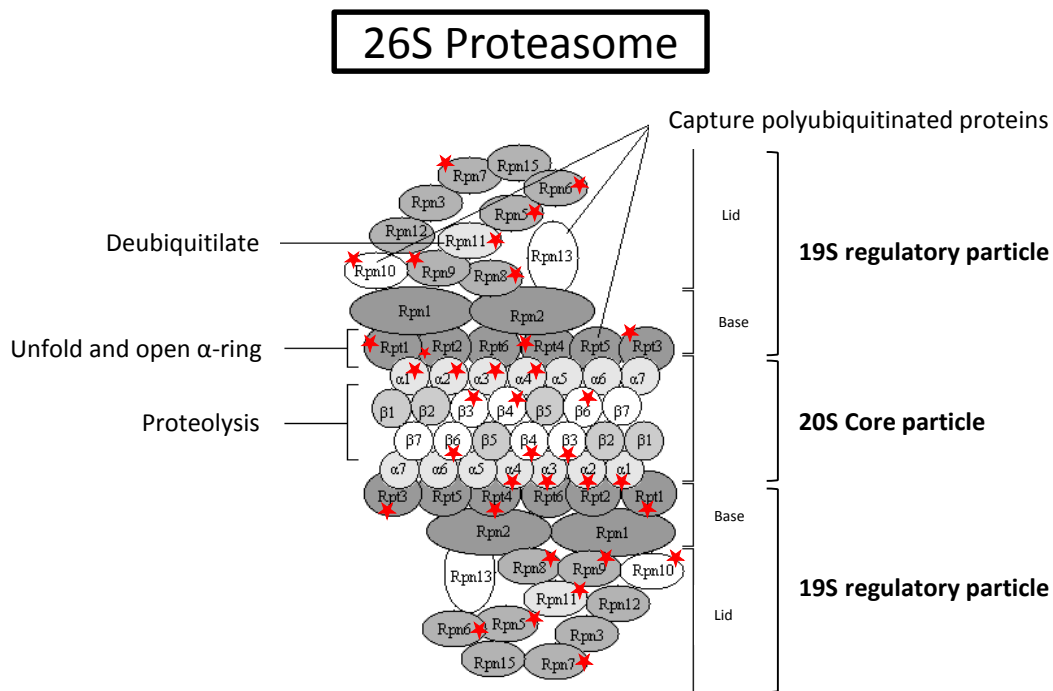 26S Proteasome
Capture polyubiquitinated proteins
Rpn15
Rpn7
Rpn6
Rpn3
Rpn5
Lid
Rpn12
Deubiquitilate
Rpn11
Rpn13
19S regulatory particle
Rpn10
Rpn9
Rpn8
Rpn1
Rpn2
Base
Unfold and open α-ring
Rpt1 Rpt2 Rpt6 Rpt4 Rpt5 Rpt3
α1 α2 α3 α4 α5 α6 α7
Proteolysis
β1 β2 β3 β4 β5 β6 β7
20S Core particle
β7 β6 β5 β4 β3 β2 β1
α7 α6 α5 α4 α3 α2 α1
Rpt3 Rpt5 Rpt4 Rpt6 Rpt2 Rpt1
Base
Rpn2 Rpn1
Rpn13
Rpn8
Rpn9
Rpn10
19S regulatory particle
Rpn11
Rpn12
Lid
Rpn6
Rpn5
Rpn3
Rpn15
Rpn7